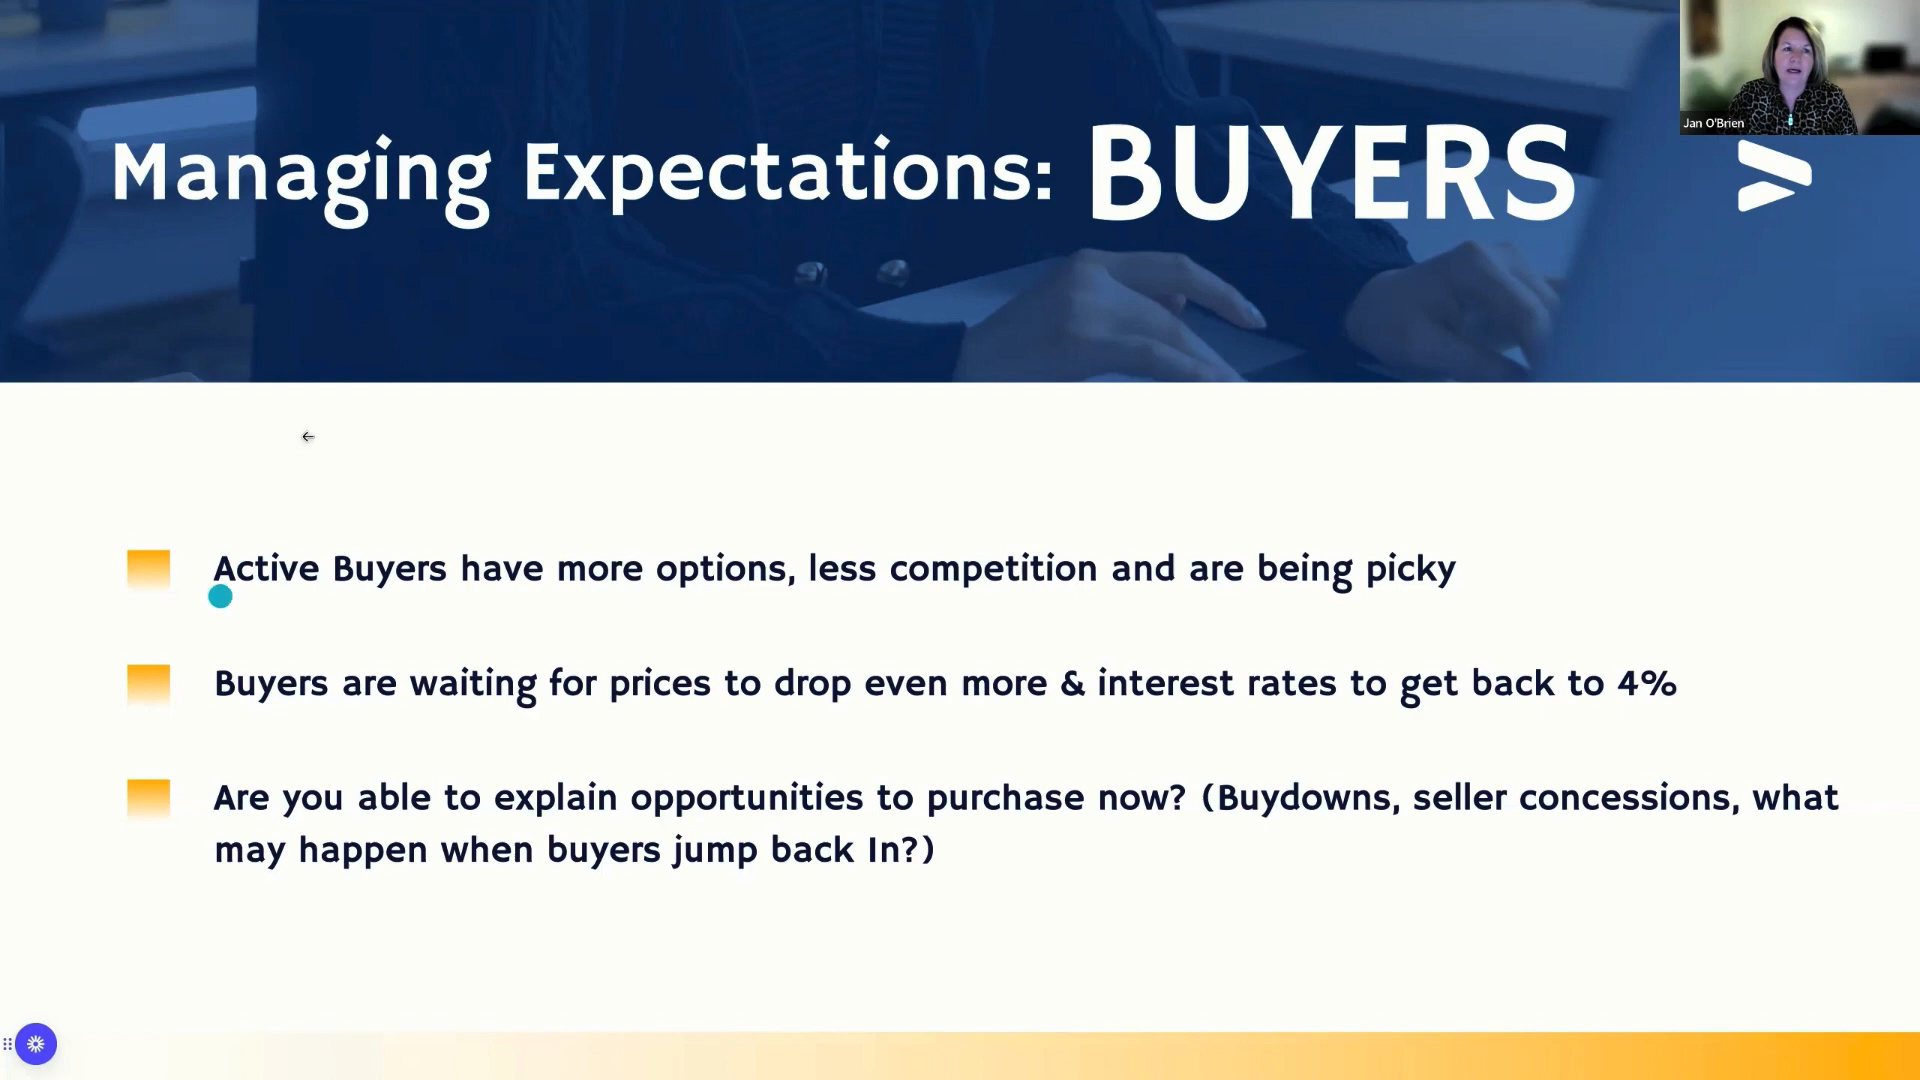 Jan O'Brien
Managing Expectations: BUYERS
Active Buyers have more options, less competition and are being picky
Buyers are waiting for prices to drop even more & interest rates to get back to 4%
Are you able to explain opportunities to purchase now? (Buydowns, seller concessions, what
may happen when buyers jump back In?)